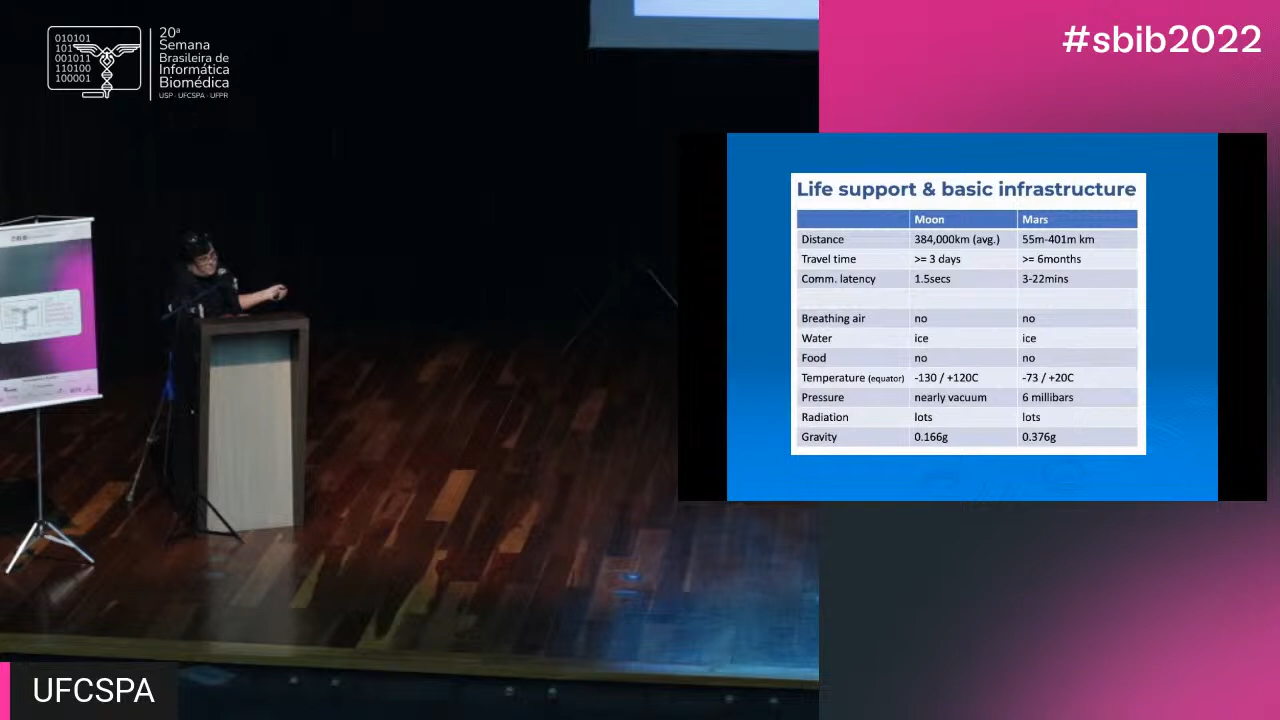 010101
101
001011
110100
100001
20ª
Semana
Brasileira de
Informática
Biomédica
USP · UFCSPA · UFPR
#sbib2022
Life support & basic infrastructure
Moon Mars
Distance 384,000km (avg.) 55m-401m km
Travel time >= 3 days >= 6months
Comm. latency 1.5secs 3-22mins
Breathing air no no
Water ice ice
Food no no
Temperature (equator) -130 / +120C -73 / +20C
Pressure nearly vacuum 6 millibars
Radiation lots lots
Gravity 0.166g 0.376g
UFCSPA